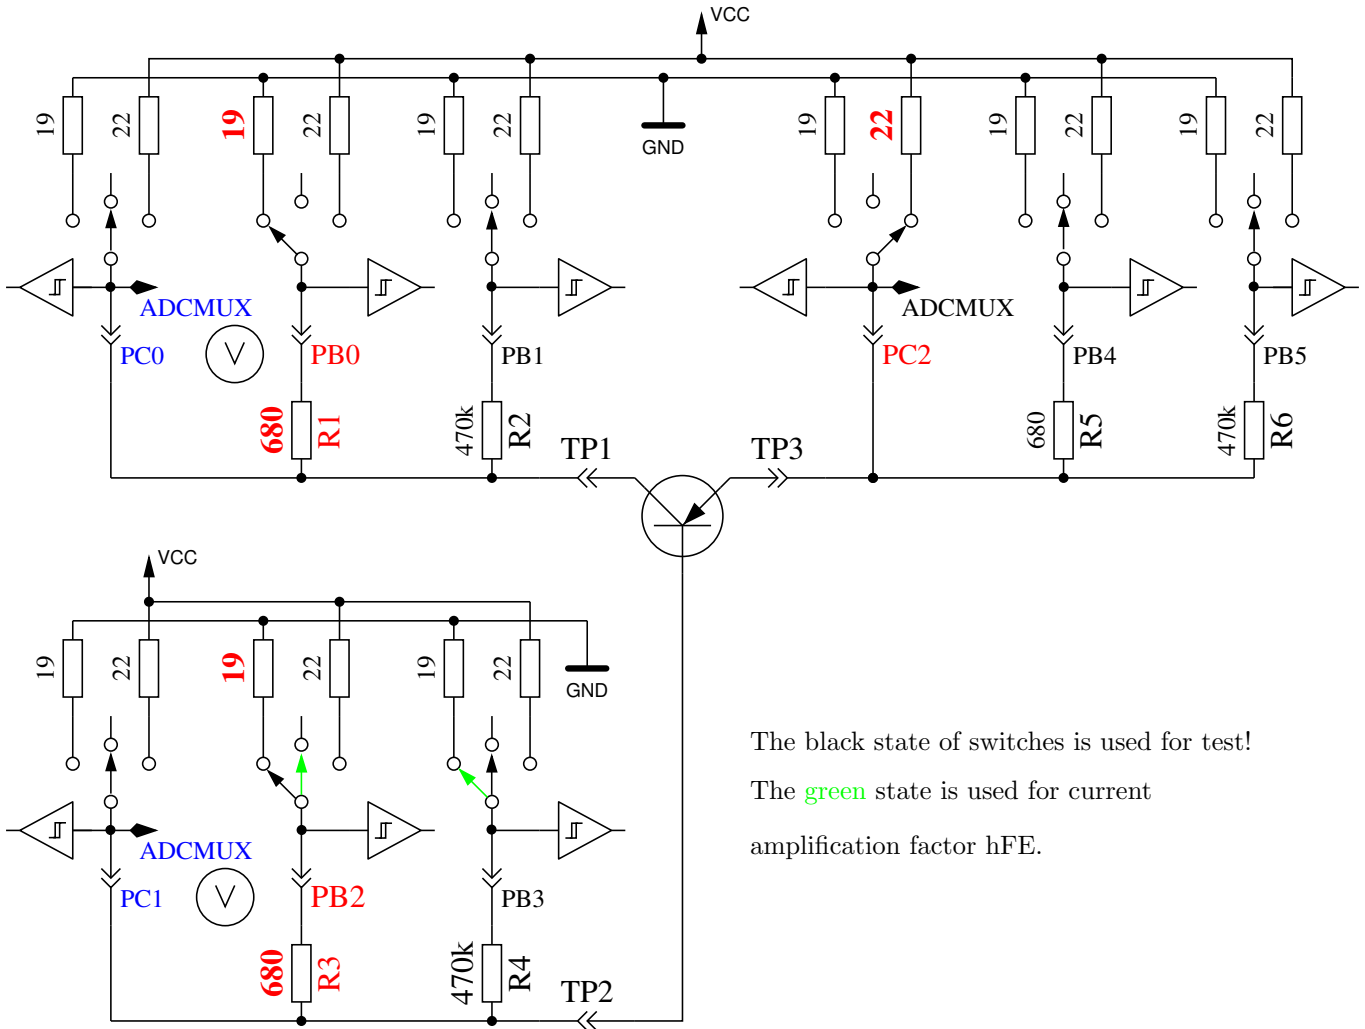 VCC
19
22
19
22
19
22
GND
19
22
19
22
19
22
ADCMUX
ADCMUX
PC0
V
PB0
PB1
PC2
PB4
PB5
680
R1
470k
R2
TP1
TP3
680
R5
470k
R6
VCC
19
22
19
22
19
22
GND
The black state of switches is used for test!
The green state is used for current
amplification factor hFE.
ADCMUX
PC1
V
PB2
PB3
680
R3
470k
R4
TP2